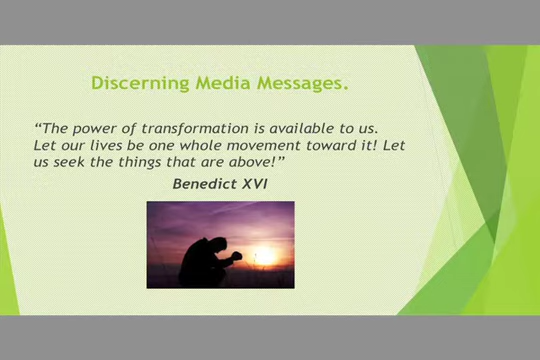 Discerning Media Messages.
“The power of transformation is available to us.
Let our lives be one whole movement toward it! Let
us seek the things that are above!”
Benedict XVI